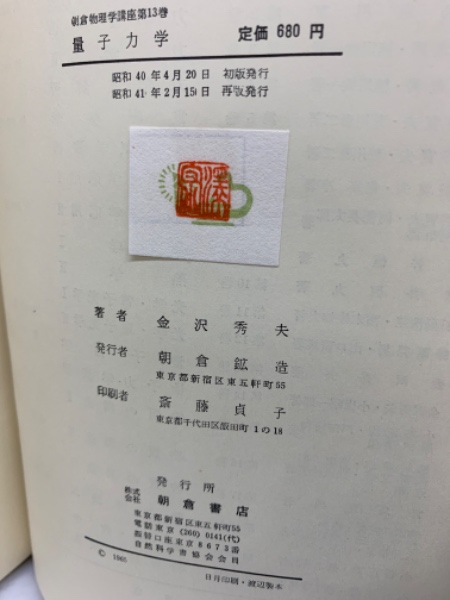 朝倉物理学講座第13巻
量子力学 定価 680 円
昭和 40 年 4 月 20 日 初版発行
昭和 41 年 2 月 15 日 再版発行
著者 金沢秀夫
発行者 朝倉鉱造
東京都新宿区東五軒町55
印刷者 斎藤貞子
東京都千代田区飯田町 1 の 18
発行所
株式会社 朝倉書店
東京都新宿区東五軒町55
電話東京 (260) 0141(代)
振替口座東京 8673番
自然科学書協会会員
© 1965
日月印刷・渡辺製本